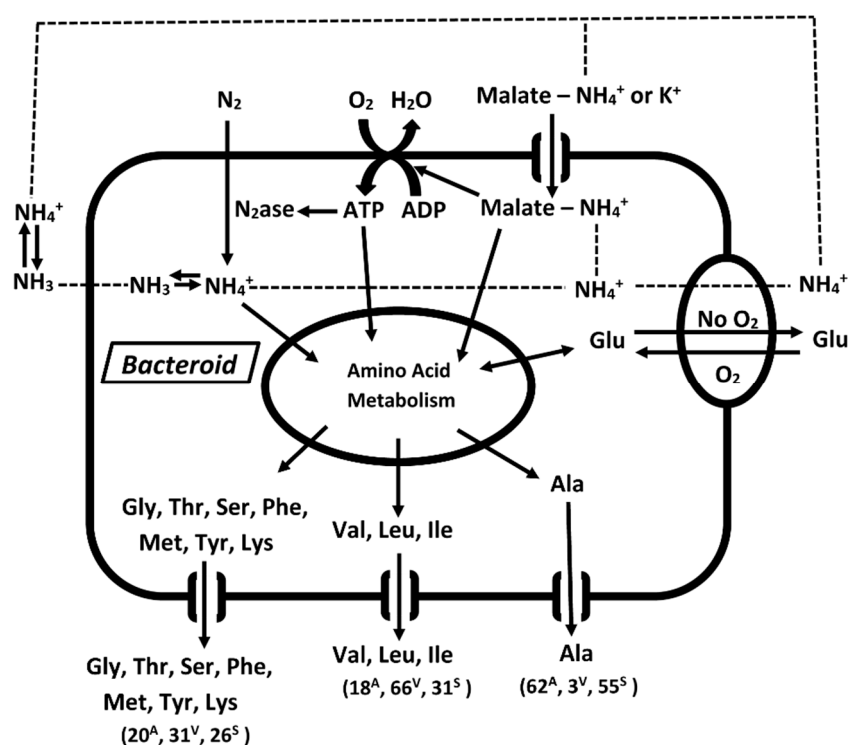 N₂
O₂ H₂O
Malate – NH₄⁺ or K⁺
NH₄⁺
N₂ase ATP ADP Malate – NH₄⁺
NH₃ NH₃ NH₄⁺ NH₄⁺ NH₄⁺
No O₂
Glu Glu
O₂
Bacteroid
Amino Acid
Metabolism
Ala
Gly, Thr, Ser, Phe,
Met, Tyr, Lys
Val, Leu, Ile
Gly, Thr, Ser, Phe,
Met, Tyr, Lys
(20ᴬ, 31ⱽ, 26ˢ )
Val, Leu, Ile
(18ᴬ, 66ⱽ, 31ˢ )
Ala
(62ᴬ, 3ⱽ, 55ˢ )